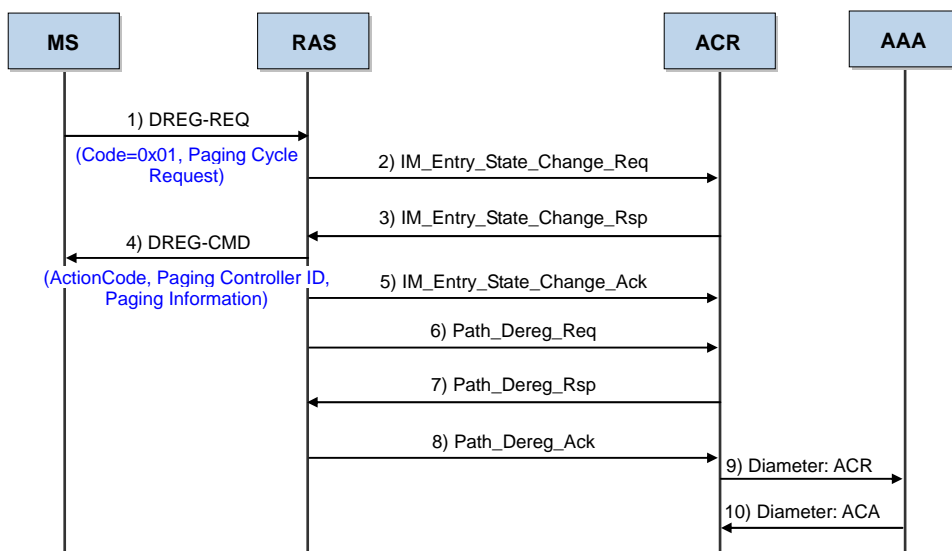 MS
RAS
ACR
AAA
1) DREG-REQ
(Code=0x01, Paging Cycle
Request)
2) IM_Entry_State_Change_Req
3) IM_Entry_State_Change_Rsp
4) DREG-CMD
(ActionCode, Paging Controller ID,
Paging Information)
5) IM_Entry_State_Change_Ack
6) Path_Dereg_Req
7) Path_Dereg_Rsp
8) Path_Dereg_Ack
9) Diameter: ACR
10) Diameter: ACA